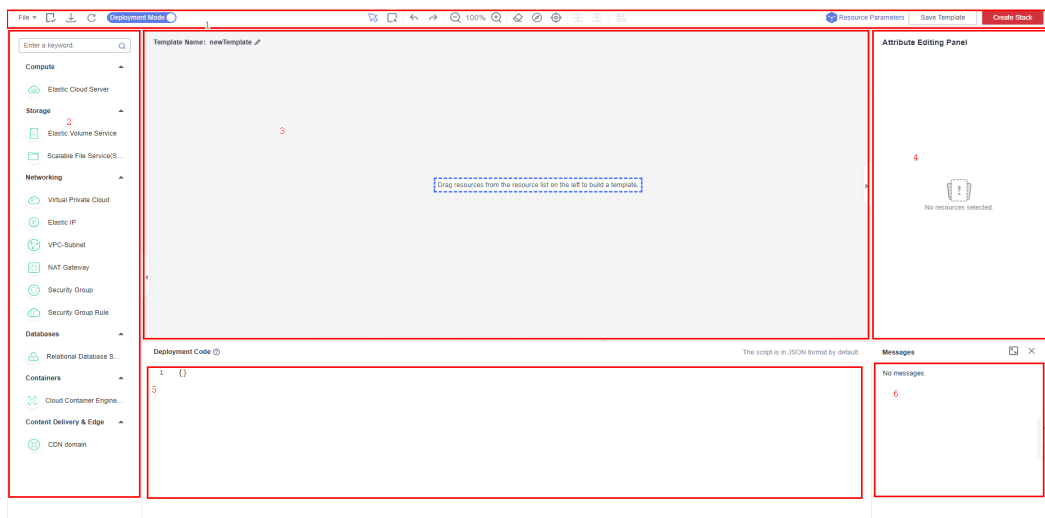 File
Deployment Mode
100%
Resource Parameters
Save Template
Create Stack
1
Enter a keyword.
Compute
Elastic Cloud Server
Storage
2
Elastic Volume Service
Scalable File Service(S...
Networking
Virtual Private Cloud
Elastic IP
VPC-Subnet
NAT Gateway
Security Group
Security Group Rule
Databases
Relational Database S...
Containers
Cloud Container Engine...
Content Delivery & Edge
CDN domain
Template Name: newTemplate
3
Drag resources from the resource list on the left to build a template.
Attribute Editing Panel
4
No resources selected.
Deployment Code
The script is in JSON format by default.
1 {}
5
Messages
No messages.
6